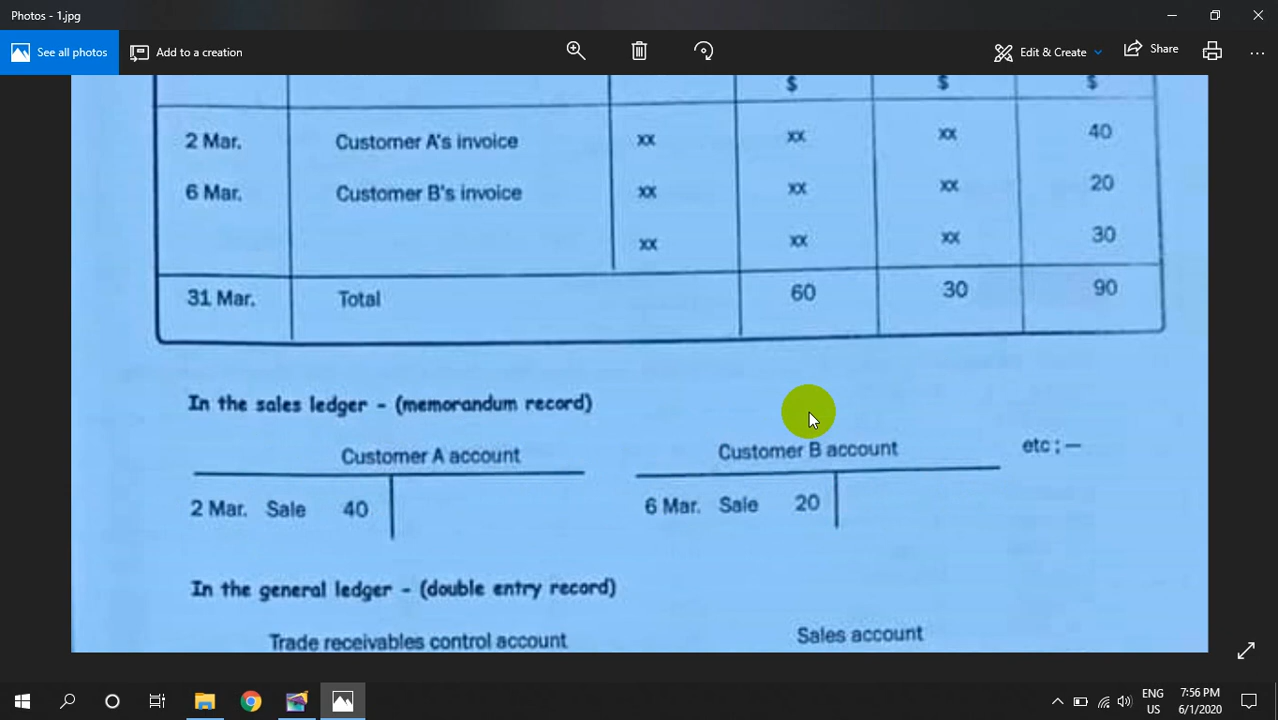 Photos - 1.jpg
See all photos
Add to a creation
Edit & Create
Share
$ $ $
2 Mar. Customer A's invoice xx xx xx 40
6 Mar. Customer B's invoice xx xx xx 20
xx xx xx 30
31 Mar. Total 60 30 90
In the sales ledger - (memorandum record)
Customer A account Customer B account etc ; —
2 Mar. Sale 40 6 Mar. Sale 20
In the general ledger - (double entry record)
Trade receivables control account Sales account
ENG 7:56 PM
US 6/1/2020